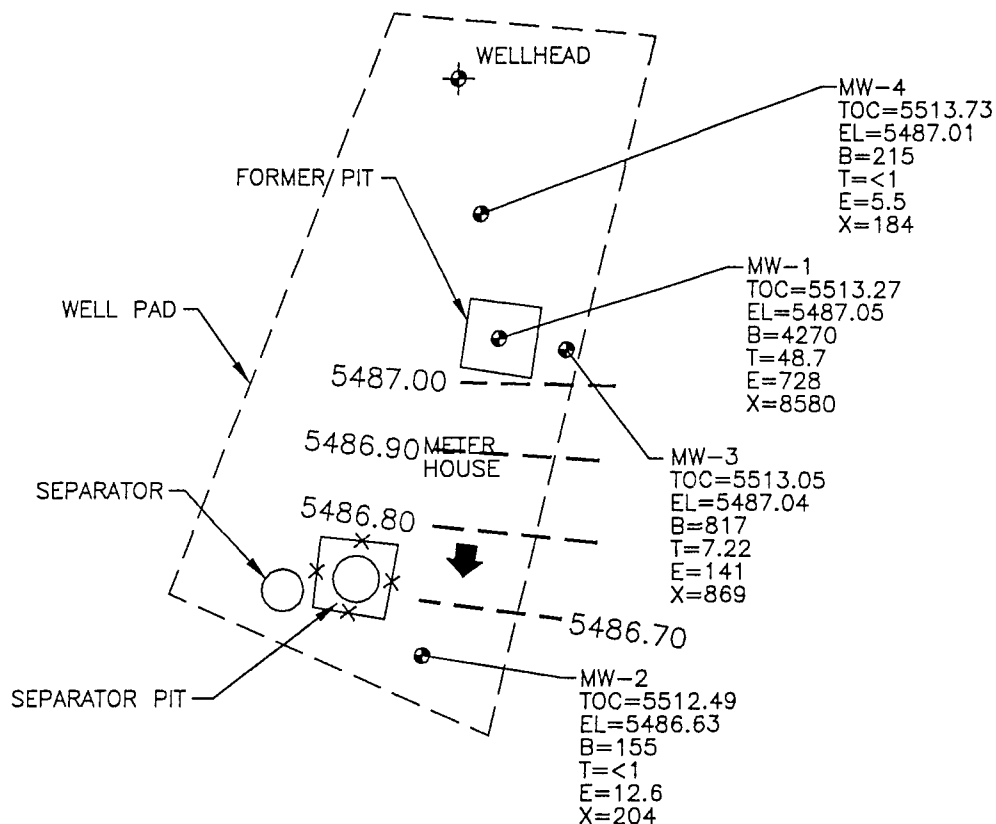 WELLHEAD
MW-4
TOC=5513.73
EL=5487.01
B=215
T=<1
E=5.5
X=184
FORMER PIT
MW-1
TOC=5513.27
EL=5487.05
B=4270
T=48.7
E=728
X=8580
WELL PAD
5487.00
5486.90
METER
HOUSE
MW-3
TOC=5513.05
EL=5487.04
B=817
T=7.22
E=141
X=869
SEPARATOR
5486.80
5486.70
SEPARATOR PIT
MW-2
TOC=5512.49
EL=5486.63
B=155
T=<1
E=12.6
X=204